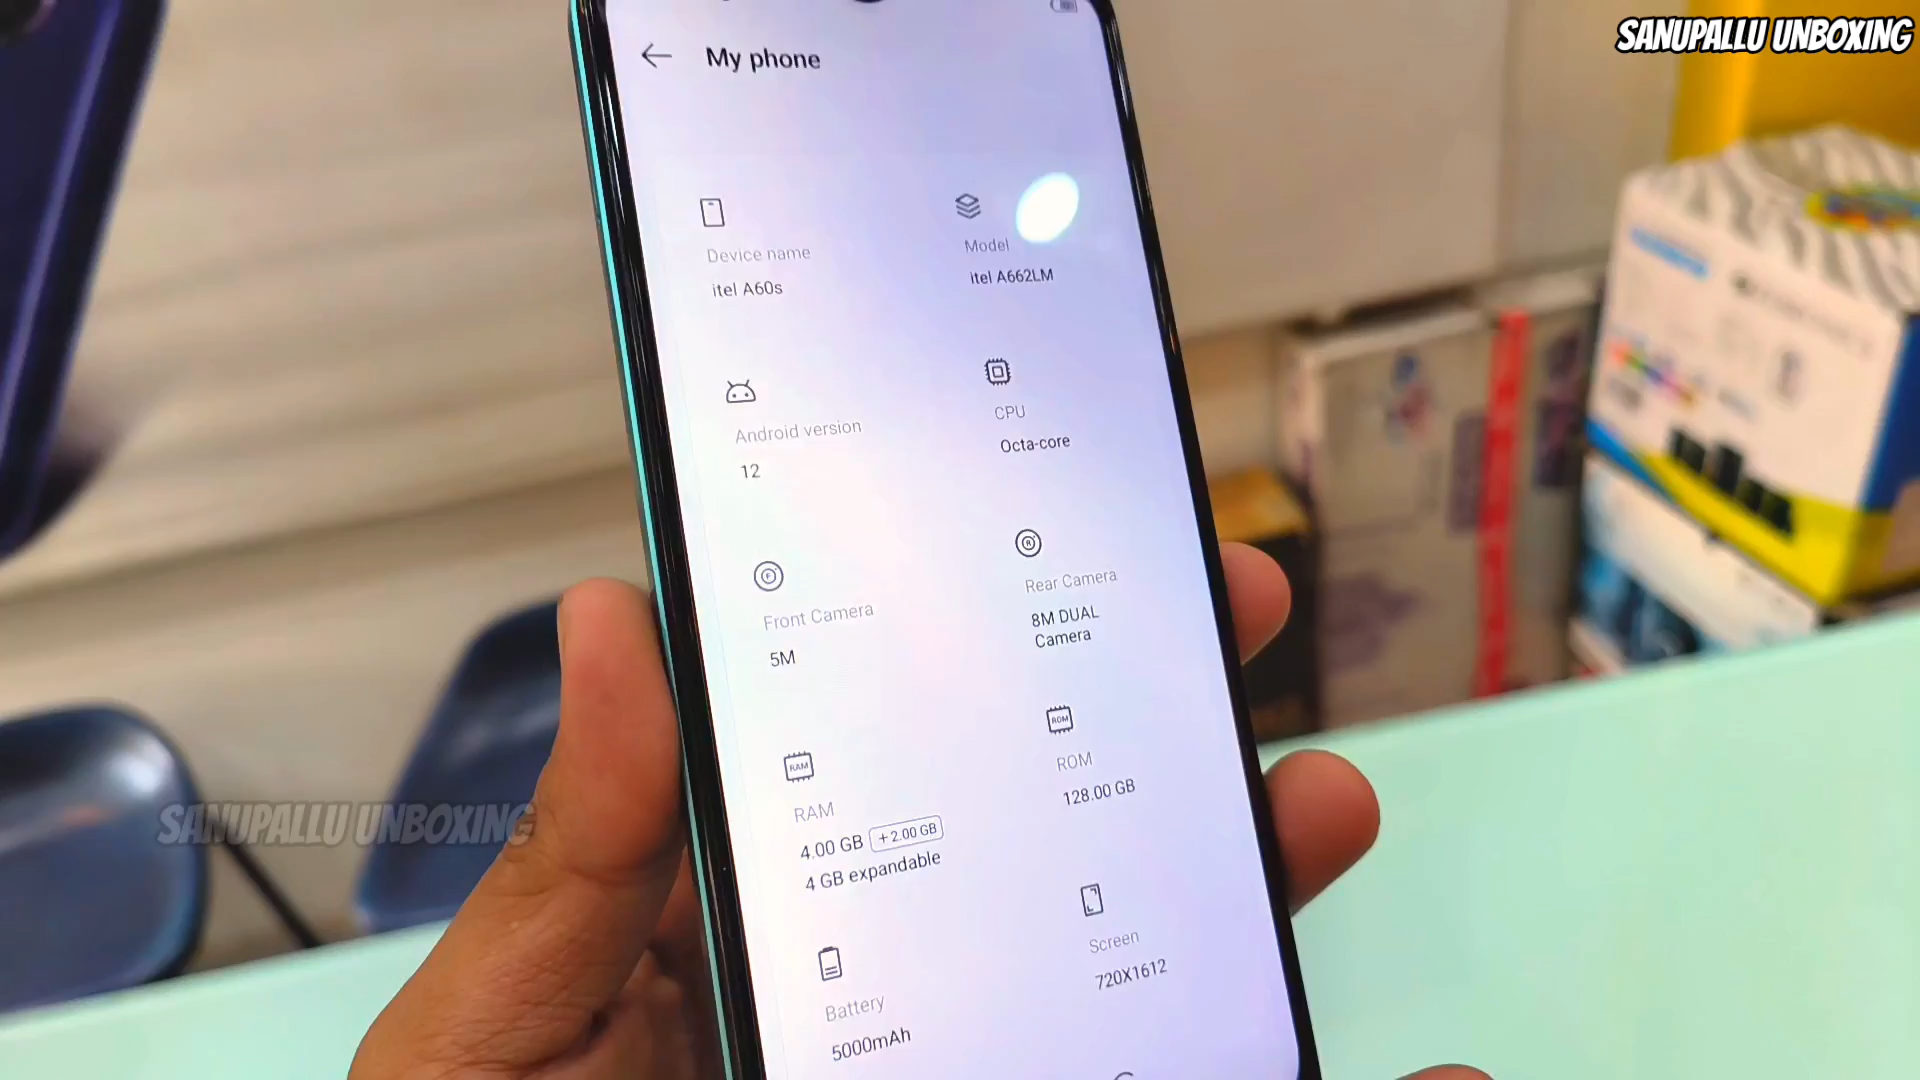 SANUPALLU UNBOXING
My phone
Device name
itel A60s
Model
itel A662LM
Android version
12
CPU
Octa-core
Front Camera
5M
Rear Camera
8M DUAL
Camera
RAM
RAM
4.00 GB +2.00 GB
4 GB expandable
ROM
ROM
128.00 GB
Battery
5000mAh
Screen
720X1612
SANUPALLU UNBOXING